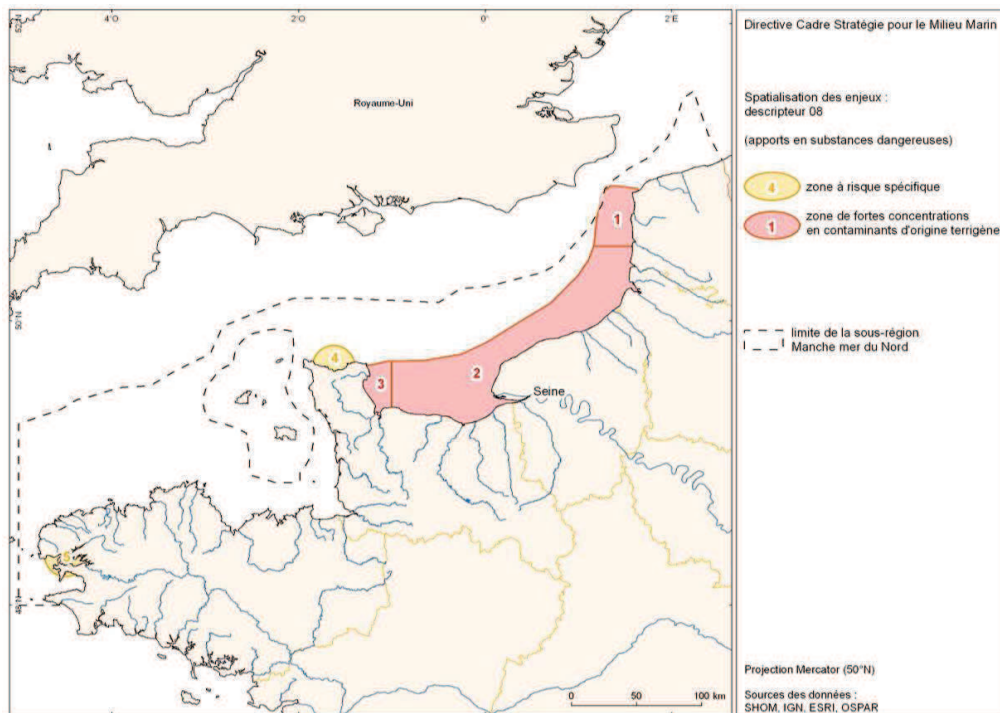 4°O
2°O
0°
2°E
52°N
Royaume-Uni
1
50°N
4
3
2
Seine
5
48°N
0
50
100 km
Directive Cadre Stratégie pour le Milieu Marin
Spatialisation des enjeux :
descripteur 08
(apports en substances dangereuses)
4
zone à risque spécifique
1
zone de fortes concentrations
en contaminants d'origine terrigène
limite de la sous-région
Manche mer du Nord
Projection Mercator (50°N)
Sources des données :
SHOM, IGN, ESRI, OSPAR